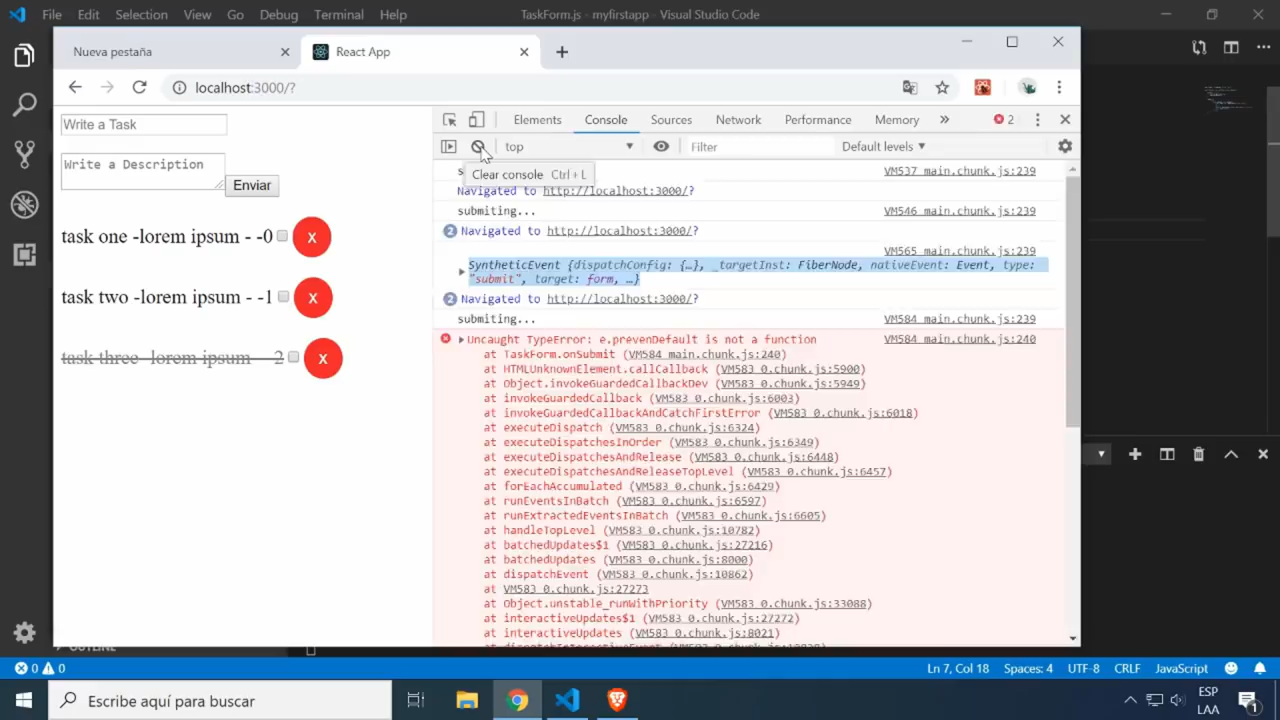 File Edit Selection View Go Debug Terminal Help TaskForm.js - myfirstapp - Visual Studio Code
Nueva pestaña React App
localhost:3000/?
Write a Task
Write a Description
Enviar
task one -lorem ipsum - -0 X
task two -lorem ipsum - -1 X
task three -lorem ipsum - -2 X
Elements Console Sources Network Performance Memory » 2
top Filter Default levels ▼
Clear console Ctrl+L
VM537 main.chunk.js:239
Navigated to http://localhost:3000/?
submiting... VM546 main.chunk.js:239
2 Navigated to http://localhost:3000/?
VM565 main.chunk.js:239
SyntheticEvent {dispatchConfig: {…}, _targetInst: FiberNode, nativeEvent: Event, type:
"submit", target: form, …}
2 Navigated to http://localhost:3000/?
submiting... VM584 main.chunk.js:239
Uncaught TypeError: e.prevenDefault is not a function VM584 main.chunk.js:240
at TaskForm.onSubmit (VM584 main.chunk.js:240)
at HTMLUnknownElement.callCallback (VM583 0.chunk.js:5900)
at Object.invokeGuardedCallbackDev (VM583 0.chunk.js:5949)
at invokeGuardedCallback (VM583 0.chunk.js:6003)
at invokeGuardedCallbackAndCatchFirstError (VM583 0.chunk.js:6018)
at executeDispatch (VM583 0.chunk.js:6324)
at executeDispatchesInOrder (VM583 0.chunk.js:6349)
at executeDispatchesAndRelease (VM583 0.chunk.js:6448)
at executeDispatchesAndReleaseTopLevel (VM583 0.chunk.js:6457)
at forEachAccumulated (VM583 0.chunk.js:6429)
at runEventsInBatch (VM583 0.chunk.js:6597)
at runExtractedEventsInBatch (VM583 0.chunk.js:6605)
at handleTopLevel (VM583 0.chunk.js:10782)
at batchedUpdates$1 (VM583 0.chunk.js:27216)
at batchedUpdates (VM583 0.chunk.js:8000)
at dispatchEvent (VM583 0.chunk.js:10862)
at VM583 0.chunk.js:27273
at Object.unstable_runWithPriority (VM583 0.chunk.js:33088)
at interactiveUpdates$1 (VM583 0.chunk.js:27272)
at interactiveUpdates (VM583 0.chunk.js:8021)
OUTLINE
0 0 Ln 7, Col 18 Spaces: 4 UTF-8 CRLF JavaScript
Escribe aquí para buscar ESP
LAA 1